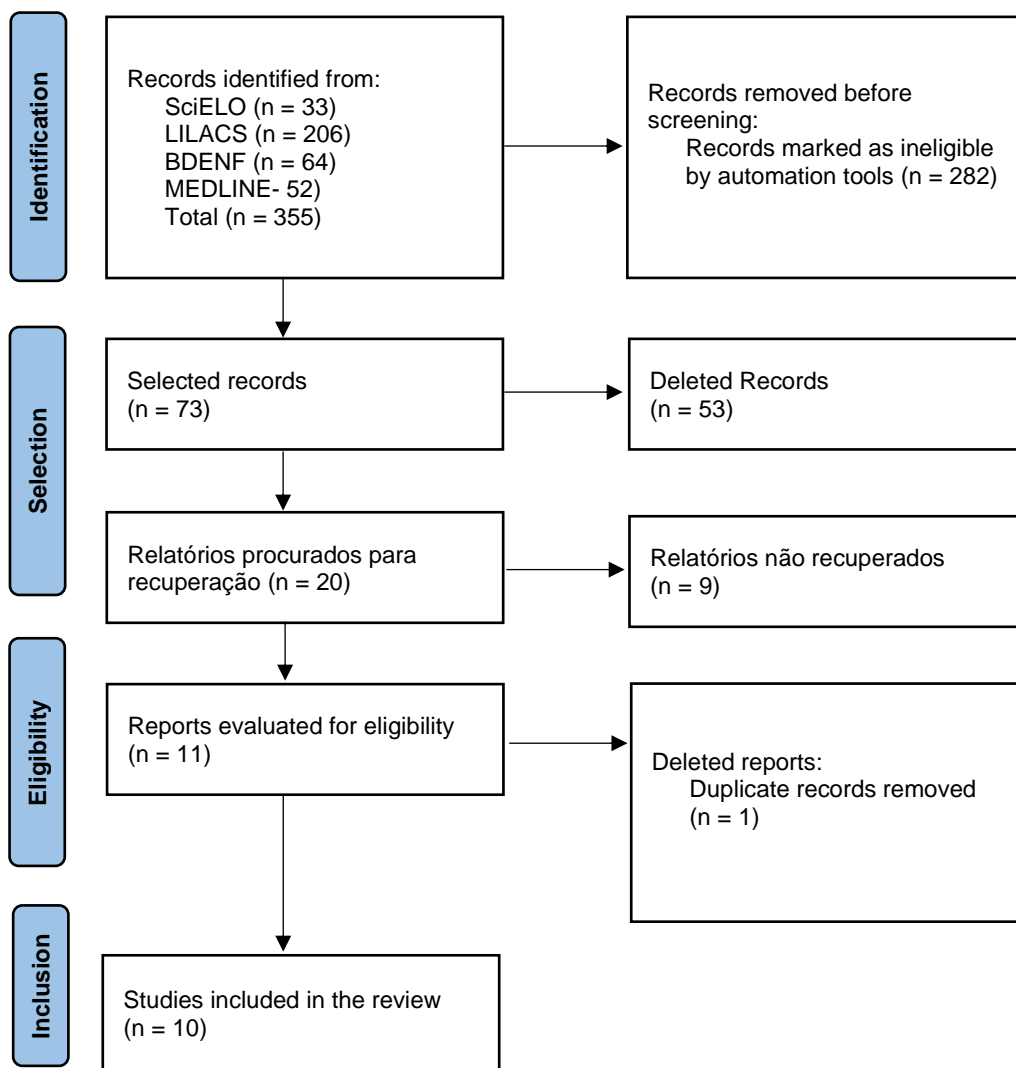 Identification
Records identified from:
SciELO (n = 33)
LILACS (n = 206)
BDENF (n = 64)
MEDLINE- 52)
Total (n = 355)
Records removed before
screening:
Records marked as ineligible
by automation tools (n = 282)
Selection
Selected records
(n = 73)
Deleted Records
(n = 53)
Relatórios procurados para
recuperação (n = 20)
Relatórios não recuperados
(n = 9)
Eligibility
Reports evaluated for eligibility
(n = 11)
Deleted reports:
Duplicate records removed
(n = 1)
Inclusion
Studies included in the review
(n = 10)